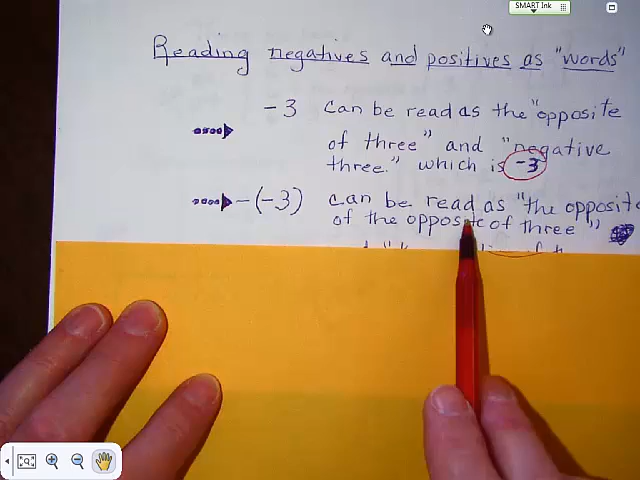 SMART Ink
Reading negatives and positives as "words"
-3 can be read as the "opposite
of three" and "negative
three." which is -3
-(-3) can be read as "the opposite
of the opposite of three"